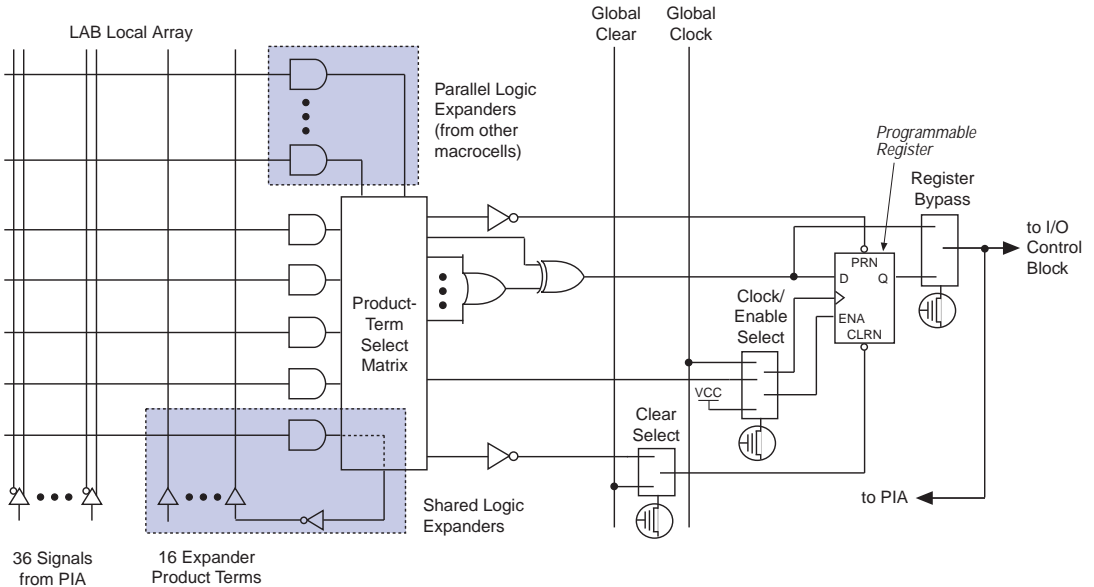 LAB Local Array
Global
Clear
Global
Clock
Parallel Logic
Expanders
(from other
macrocells)
Programmable
Register
Register
Bypass
to I/O
Control
Block
PRN
D
Q
ENA
CLRN
Clock/
Enable
Select
Product-
Term
Select
Matrix
VCC
Clear
Select
to PIA
Shared Logic
Expanders
36 Signals
from PIA
16 Expander
Product Terms